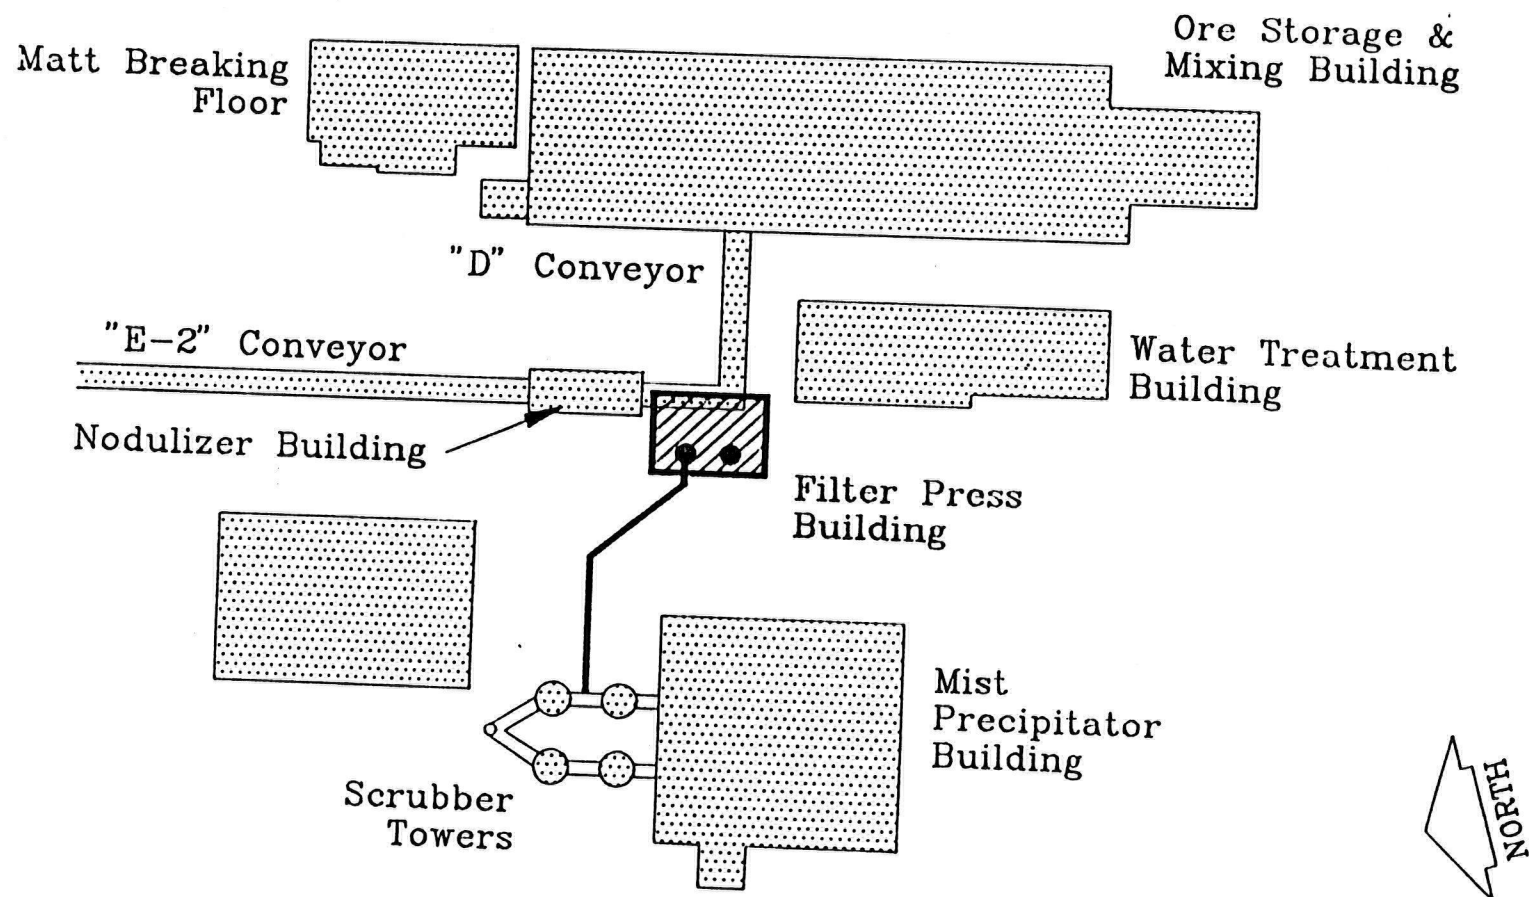 Ore Storage &
Mixing Building
Matt Breaking
Floor
"D" Conveyor
"E-2" Conveyor
Water Treatment
Building
Nodulizer Building
Filter Press
Building
Mist
Precipitator
Building
Scrubber
Towers
NORTH